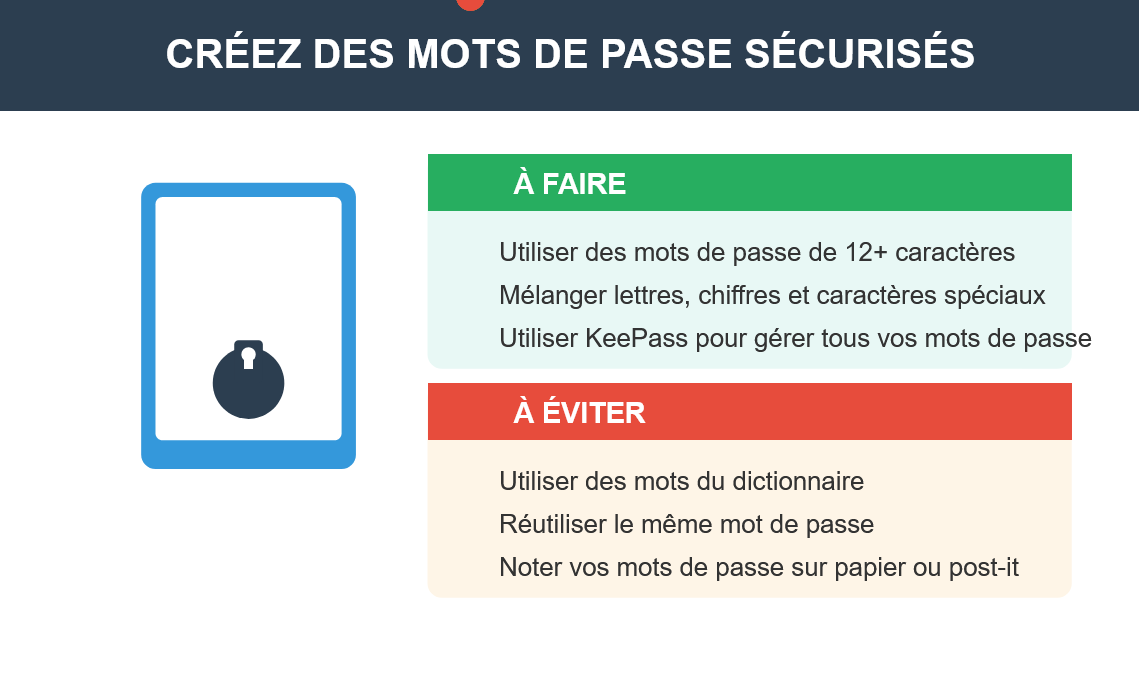 CRÉEZ DES MOTS DE PASSE SÉCURISÉS
À FAIRE
Utiliser des mots de passe de 12+ caractères
Mélanger lettres, chiffres et caractères spéciaux
Utiliser KeePass pour gérer tous vos mots de passe
À ÉVITER
Utiliser des mots du dictionnaire
Réutiliser le même mot de passe
Noter vos mots de passe sur papier ou post-it